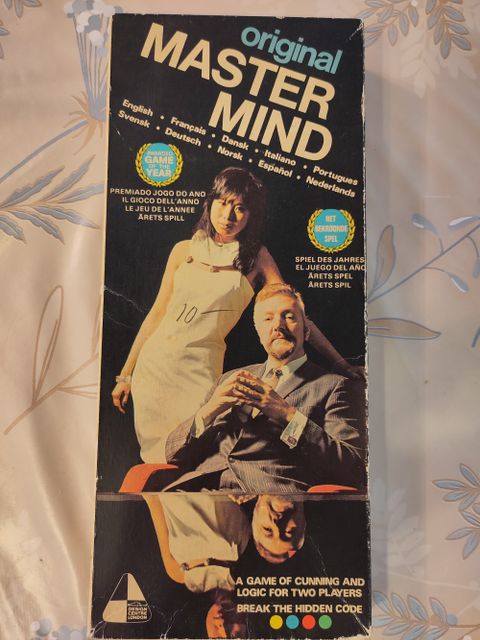 original
MASTER
MIND
English • Français • Dansk • Italiano • Portugues
Svensk • Deutsch • Norsk • Español • Nederlands
AWARDED
GAME
OF THE
YEAR
PREMIADO JOGO DO ANO
IL GIOCO DELL'ANNO
LE JEU DE L'ANNEE
ÅRETS SPILL
HET
BEKROONDE
SPEL
SPIEL DES JAHRES
EL JUEGO DEL AÑO
ÅRETS SPEL
ÅRETS SPIL
10—
A GAME OF CUNNING AND
LOGIC FOR TWO PLAYERS
BREAK THE HIDDEN CODE
DESIGN
CENTRE
LONDON